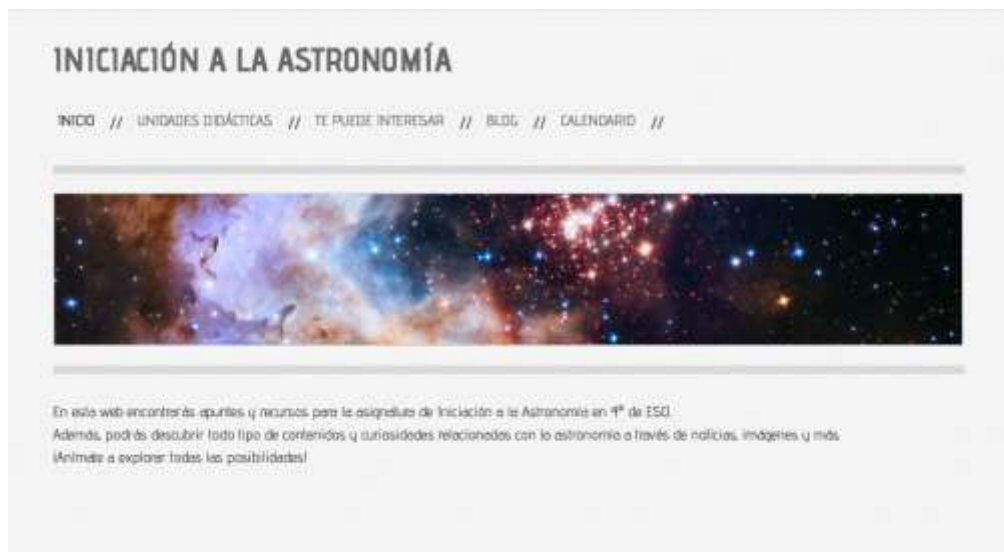 INICIACIÓN A LA ASTRONOMÍA
INICIO // UNIDADES DIDÁCTICAS // TE PUEDE INTERESAR // BLOG // CALENDARIO //
En esta web encontrarás apuntes y recursos para la asignatura de Iniciación a la Astronomía en 4º de ESO.
Además, podrás descubrir todo tipo de contenidos y curiosidades relacionados con la astronomía a través de noticias, imágenes y más.
¡Anímate a explorar todas las posibilidades!